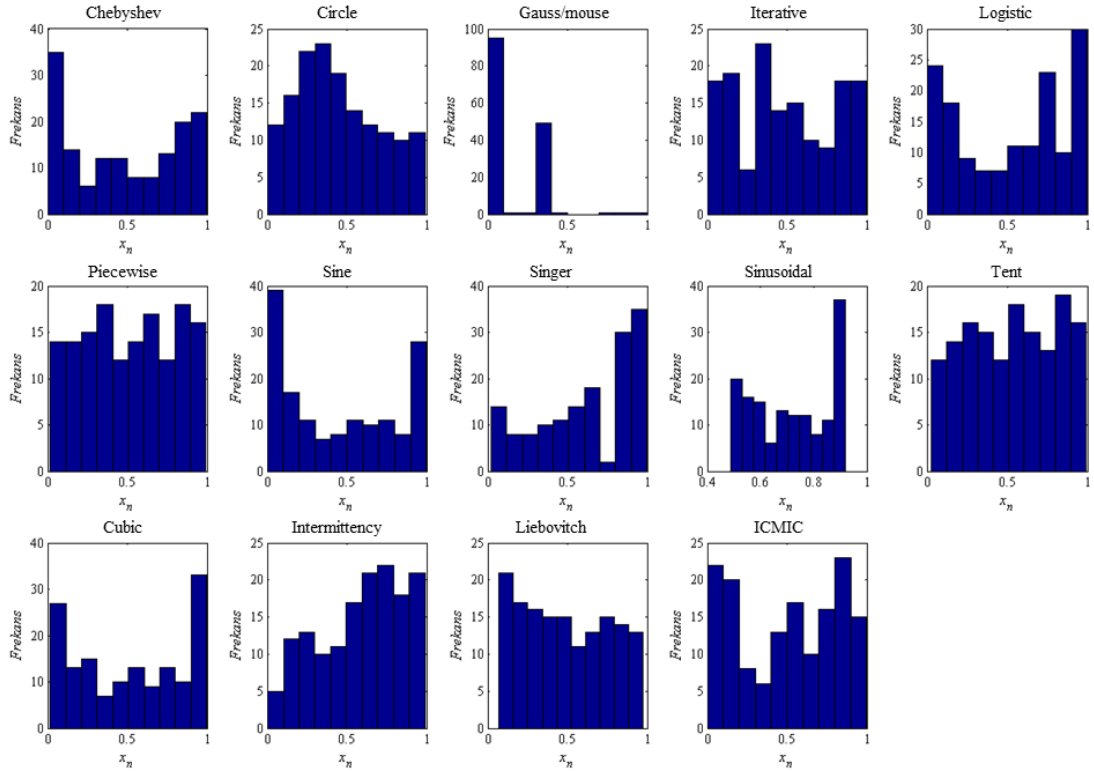 Chebyshev
40
30
20
10
0
Frekans
0 0.5 1
x_n
Circle
25
20
15
10
5
0
Frekans
0 0.5 1
x_n
Gauss/mouse
100
80
60
40
20
0
Frekans
0 0.5 1
x_n
Iterative
25
20
15
10
5
0
Frekans
0 0.5 1
x_n
Logistic
30
25
20
15
10
5
0
Frekans
0 0.5 1
x_n
Piecewise
20
15
10
5
0
Frekans
0 0.5 1
x_n
Sine
40
30
20
10
0
Frekans
0 0.5 1
x_n
Singer
40
30
20
10
0
Frekans
0 0.5 1
x_n
Sinusoidal
40
30
20
10
0
Frekans
0.4 0.6 0.8 1
x_n
Tent
20
15
10
5
0
Frekans
0 0.5 1
x_n
Cubic
40
30
20
10
0
Frekans
0 0.5 1
x_n
Intermittency
25
20
15
10
5
0
Frekans
0 0.5 1
x_n
Liebovitch
25
20
15
10
5
0
Frekans
0 0.5 1
x_n
ICMIC
25
20
15
10
5
0
Frekans
0 0.5 1
x_n